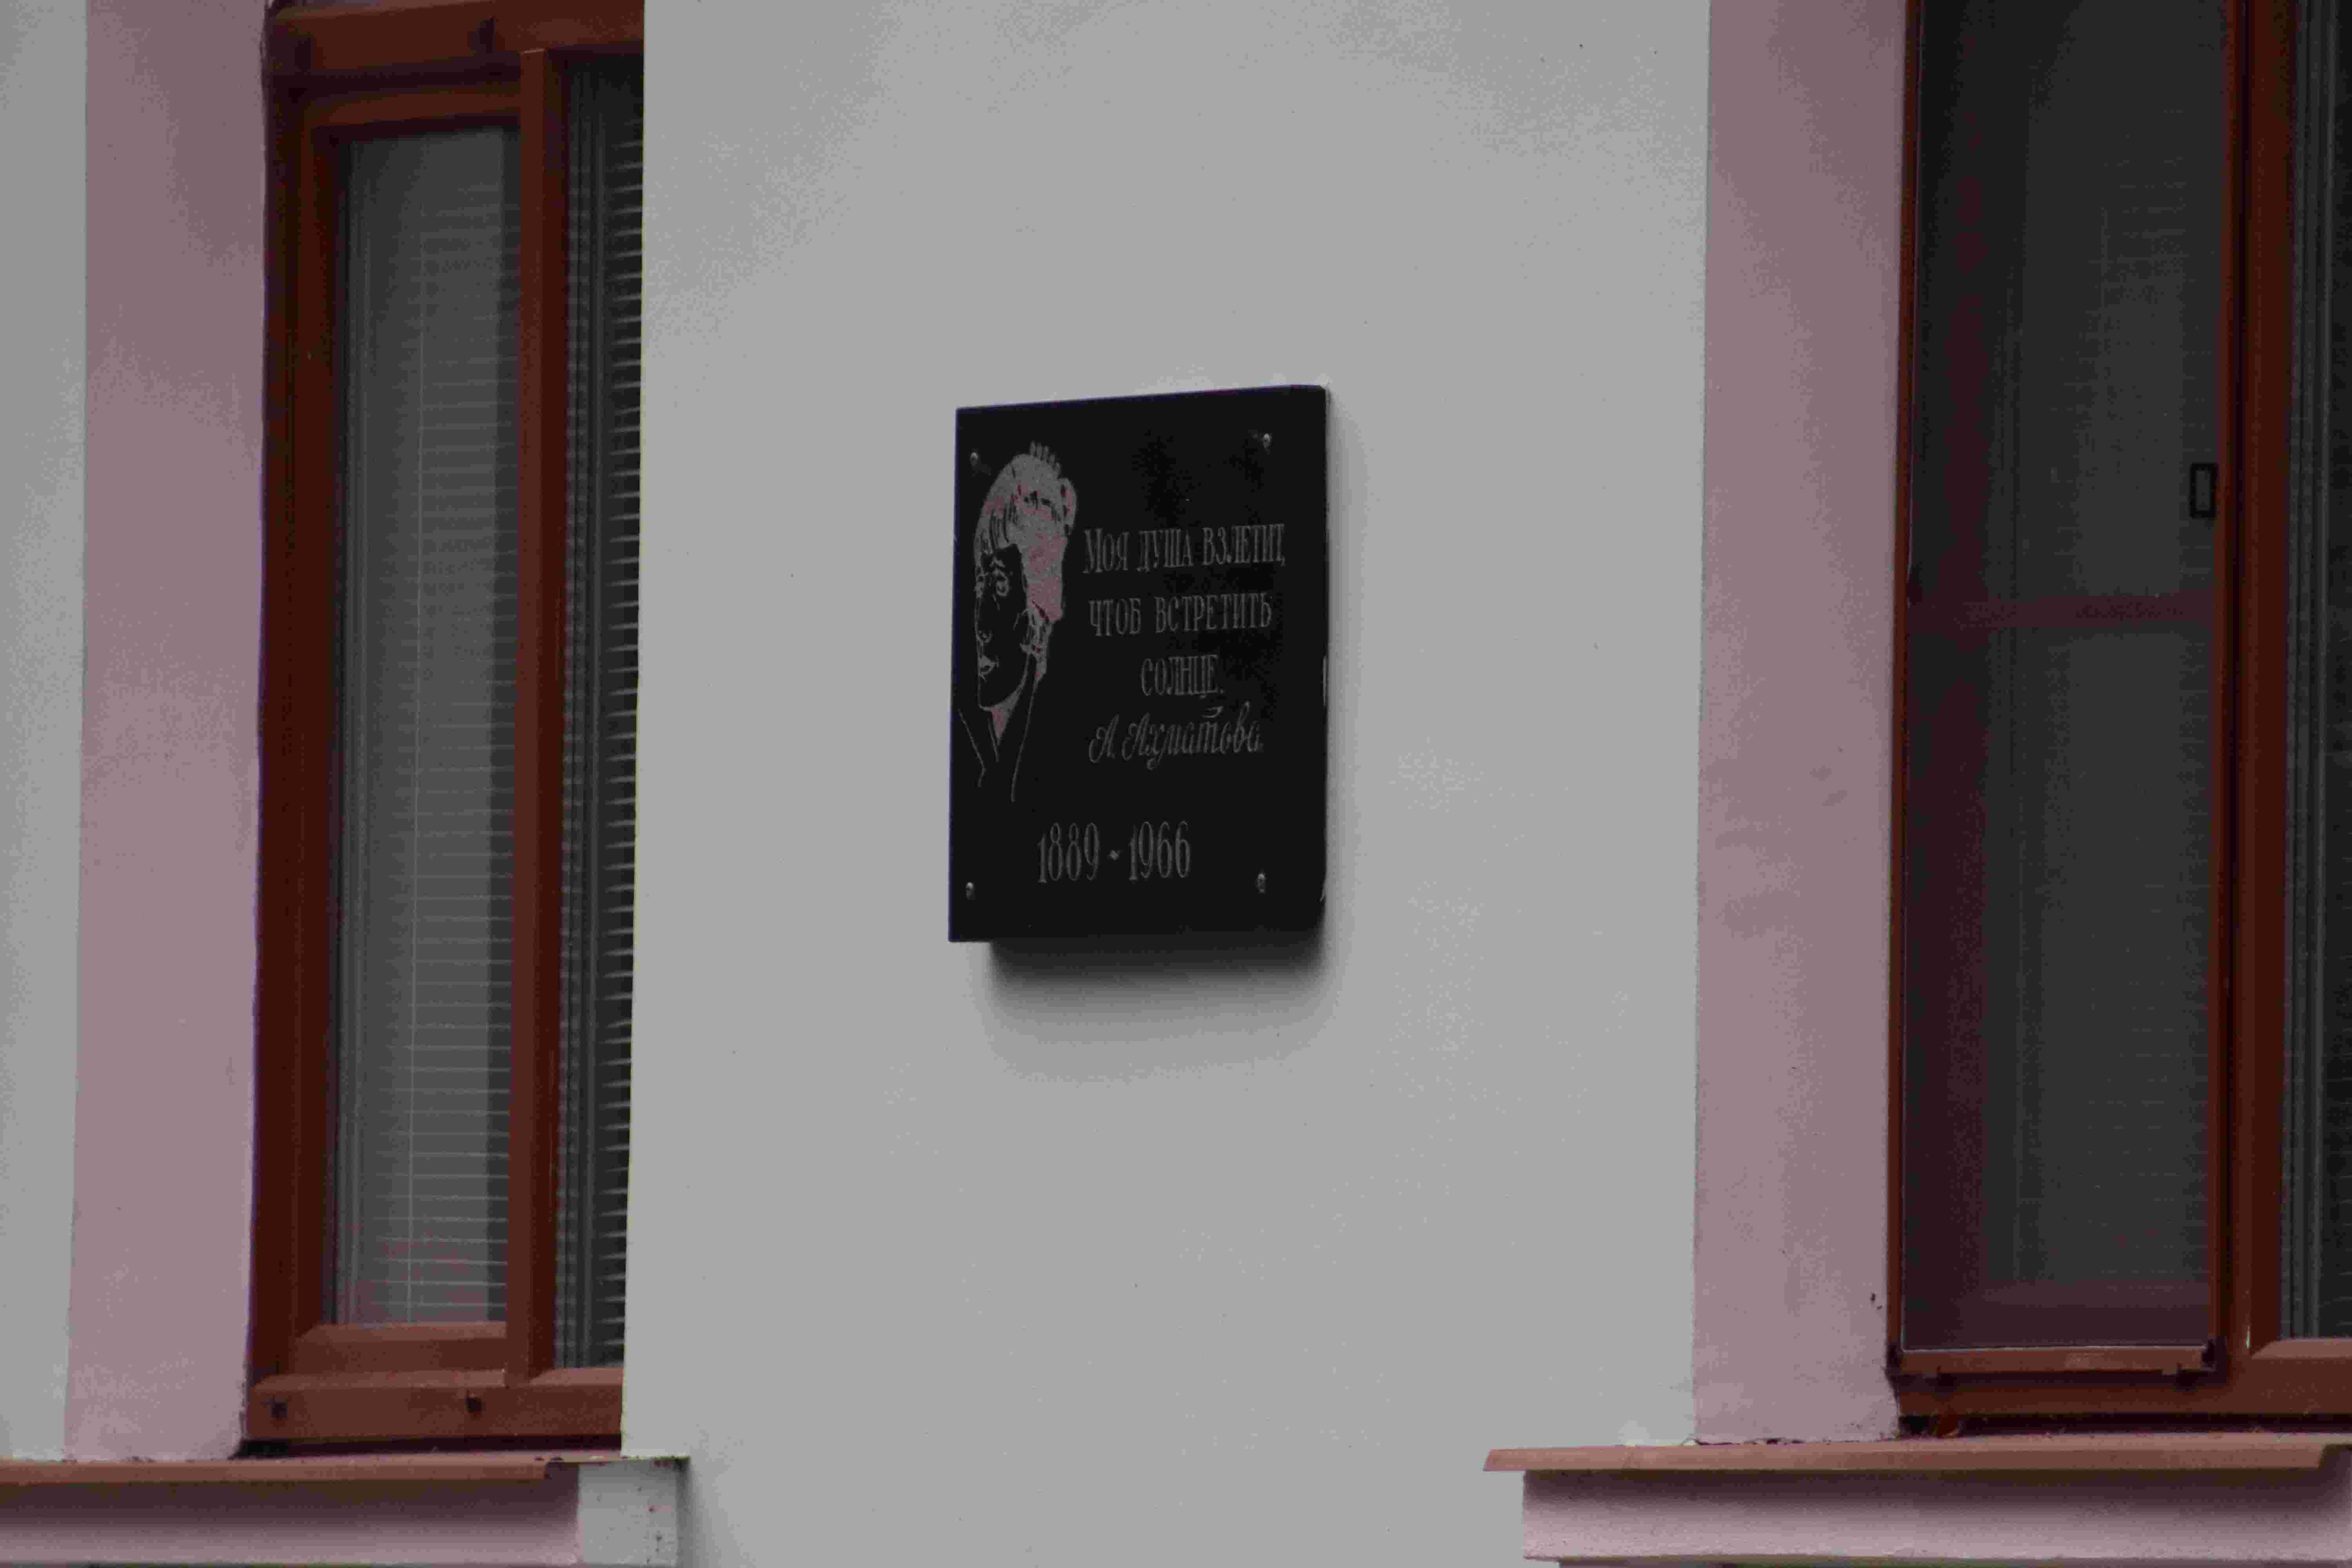 Моя душа взлетит,
чтоб встретить
солнце.
А. Ахматова.
1889-1966